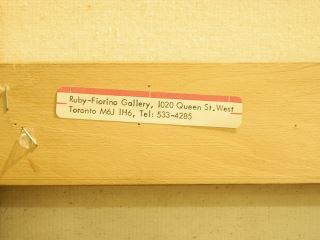 Ruby-Fiorino Gallery, 1020 Queen St. West
Toronto M6J 1H6, Tel: 533-4285